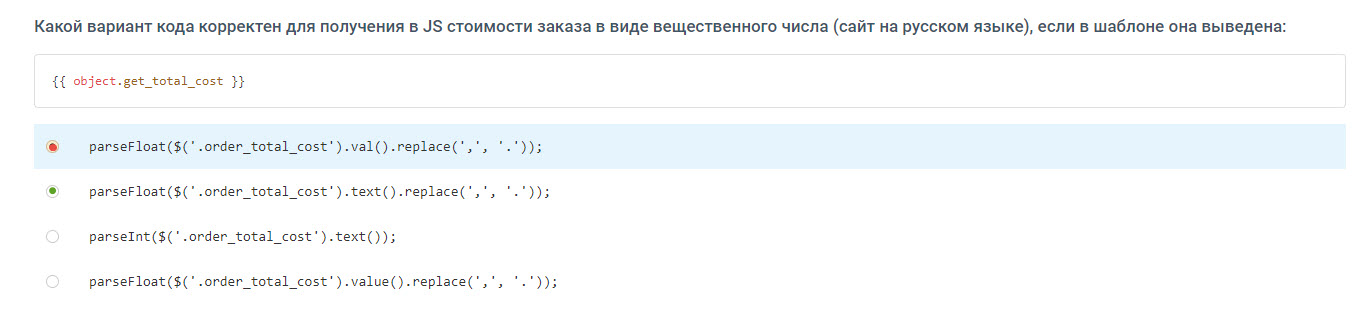 Какой вариант кода корректен для получения в JS стоимости заказа в виде вещественного числа (сайт на русском языке), если в шаблоне она выведена:
{{ object.get_total_cost }}
parseFloat($('.order_total_cost').val().replace(',', '.'));
parseFloat($('.order_total_cost').text().replace(',', '.'));
parseInt($('.order_total_cost').text());
parseFloat($('.order_total_cost').value().replace(',', '.'));